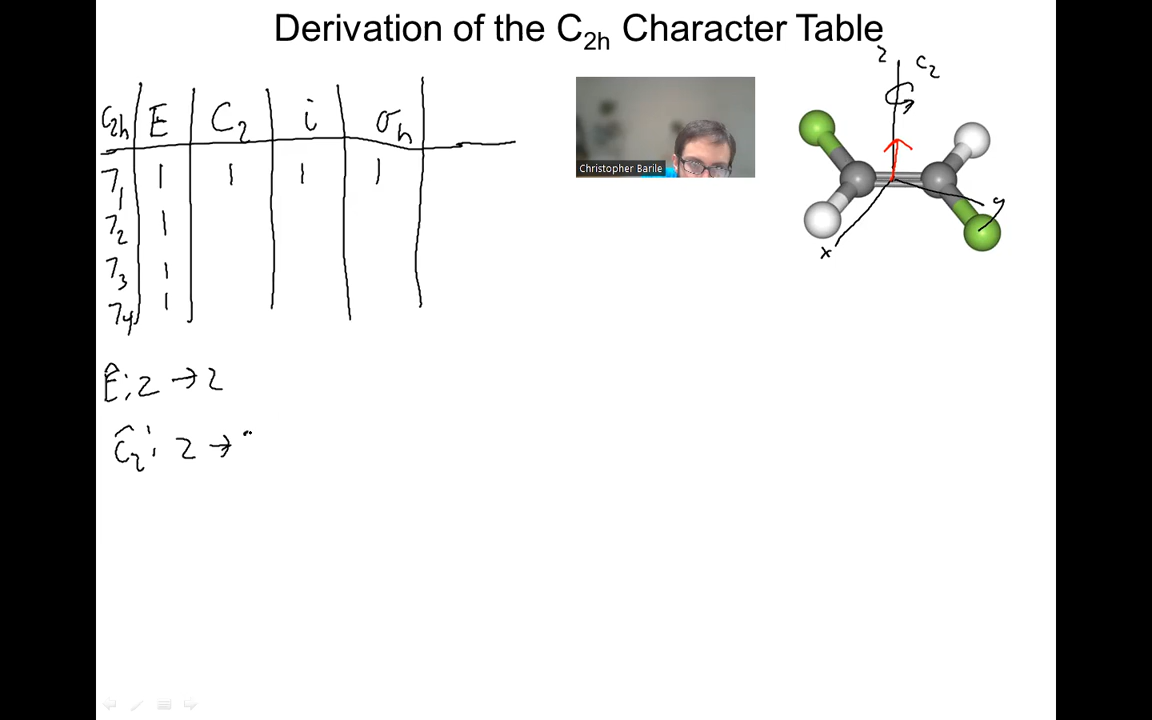 Derivation of the C2h Character Table
z C2
C2h E C2 i σh
Γ1 1 1 1 1
Γ2 1
Γ3 1
Γ4 1
Christopher Barile
x y
Ê: z → z
Ĉ2: z →